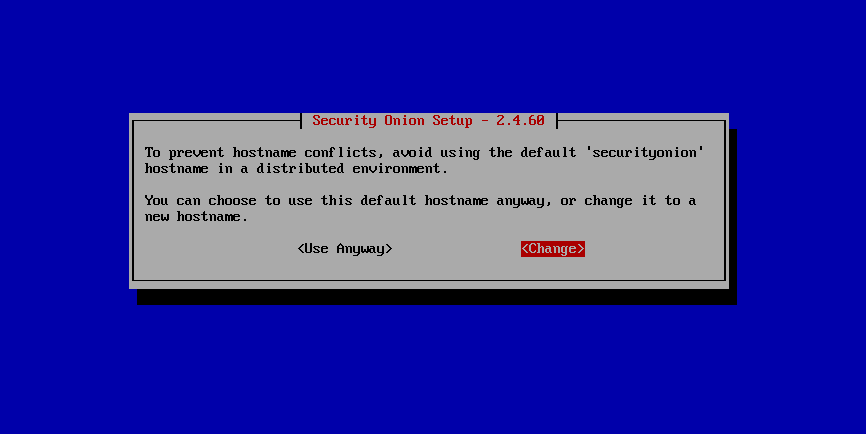 Security Onion Setup - 2.4.60
To prevent hostname conflicts, avoid using the default 'securityonion'
hostname in a distributed environment.
You can choose to use this default hostname anyway, or change it to a
new hostname.
<Use Anyway> <Change>